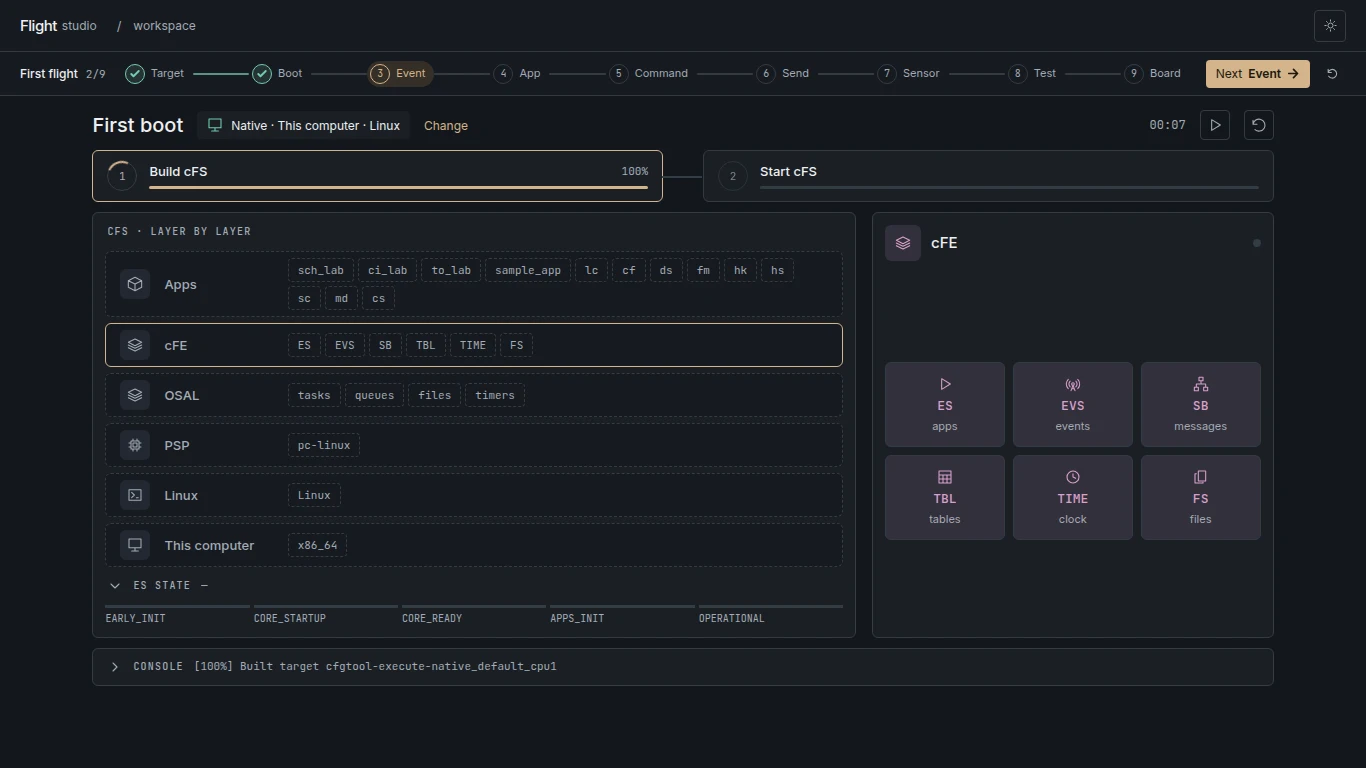 Flight studio / workspace
First flight 2/9 Target Boot 3 Event 4 App 5 Command 6 Send 7 Sensor 8 Test 9 Board Next Event →
First boot Native · This computer · Linux Change 00:07
1 Build cFS 100% 2 Start cFS
CFS · LAYER BY LAYER
Apps sch_lab ci_lab to_lab sample_app lc cf ds fm hk hs
sc md cs
cFE ES EVS SB TBL TIME FS
OSAL tasks queues files timers
PSP pc-linux
Linux Linux
This computer x86_64
ES STATE —
EARLY_INIT CORE_STARTUP CORE_READY APPS_INIT OPERATIONAL
cFE
ES EVS SB
apps events messages
TBL TIME FS
tables clock files
CONSOLE [100%] Built target cfgtool-execute-native_default_cpu1